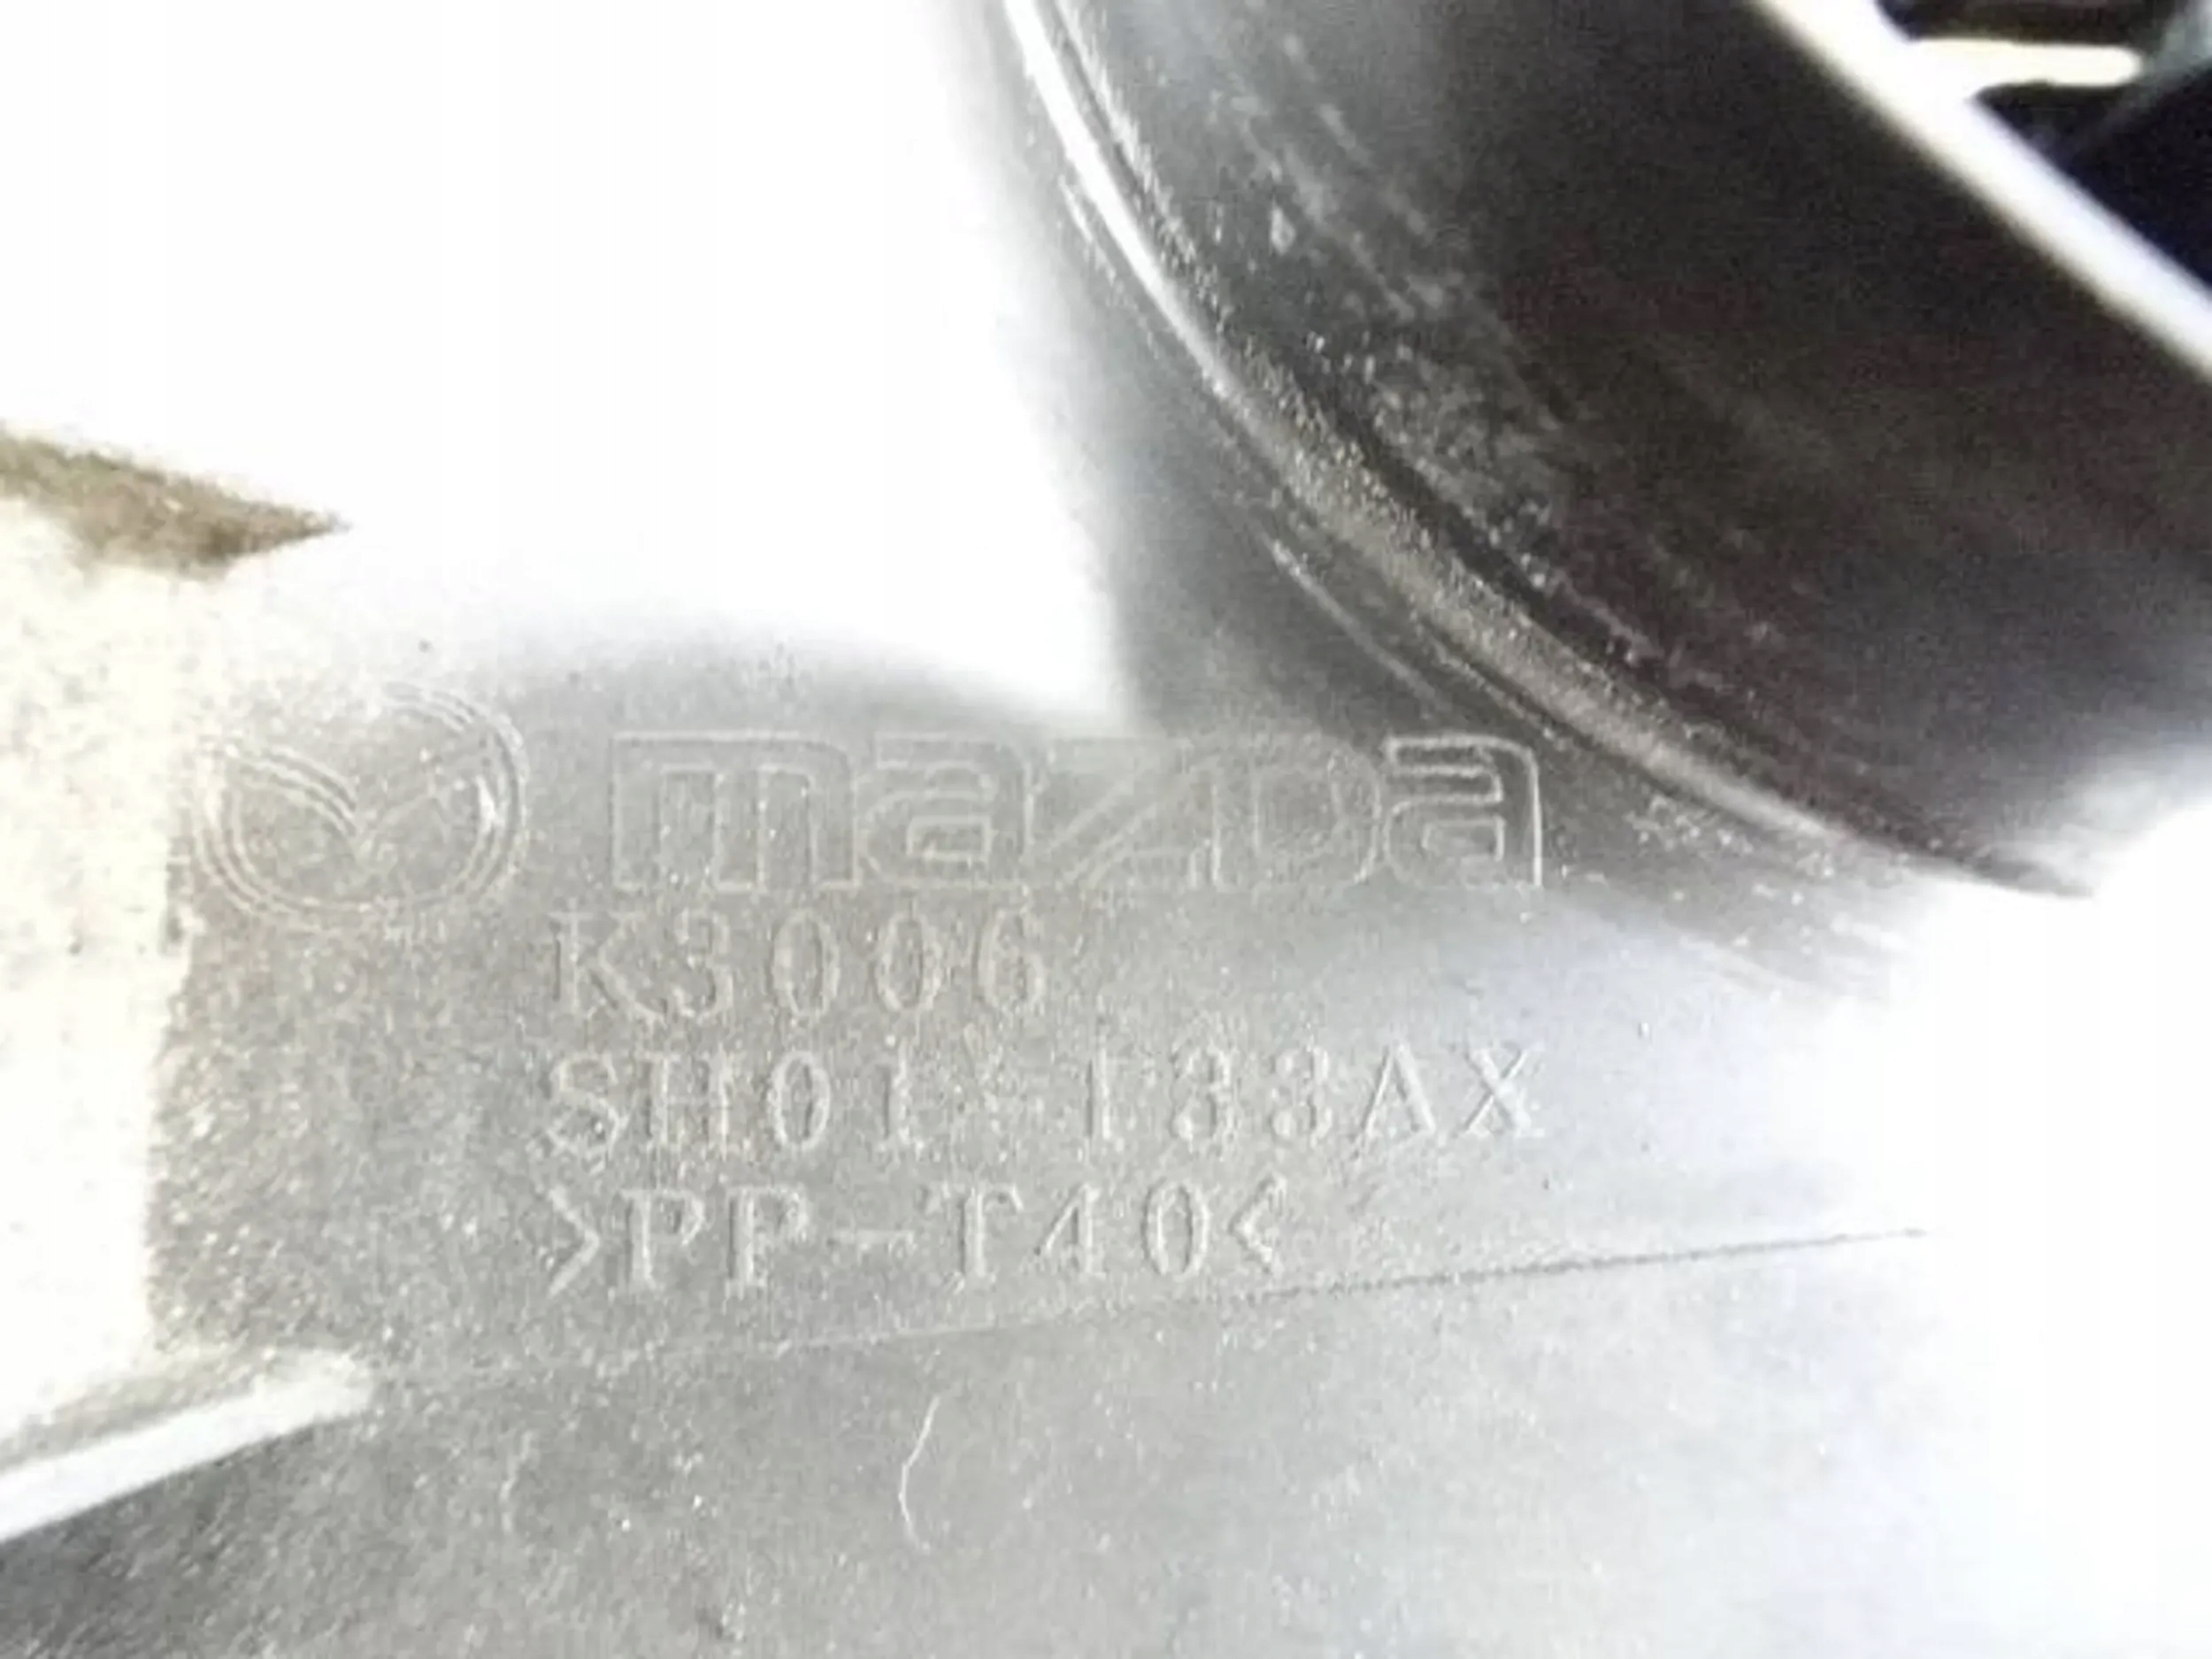 mazda
K3006
SH01 133AX
>PP-T40<